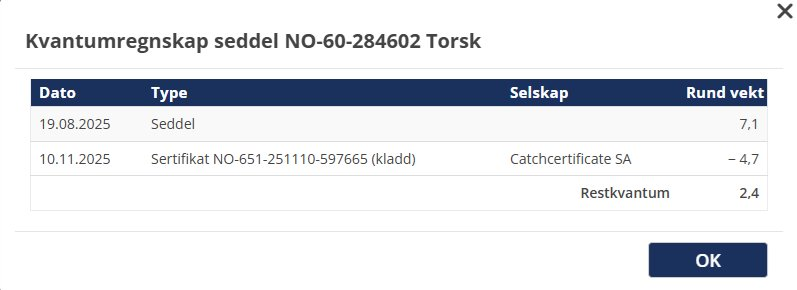 Kvantumregnskap seddel NO-60-284602 Torsk
Dato Type Selskap Rund vekt
19.08.2025 Seddel 7,1
10.11.2025 Sertifikat NO-651-251110-597665 (kladd) Catchcertificate SA − 4,7
Restkvantum 2,4
OK